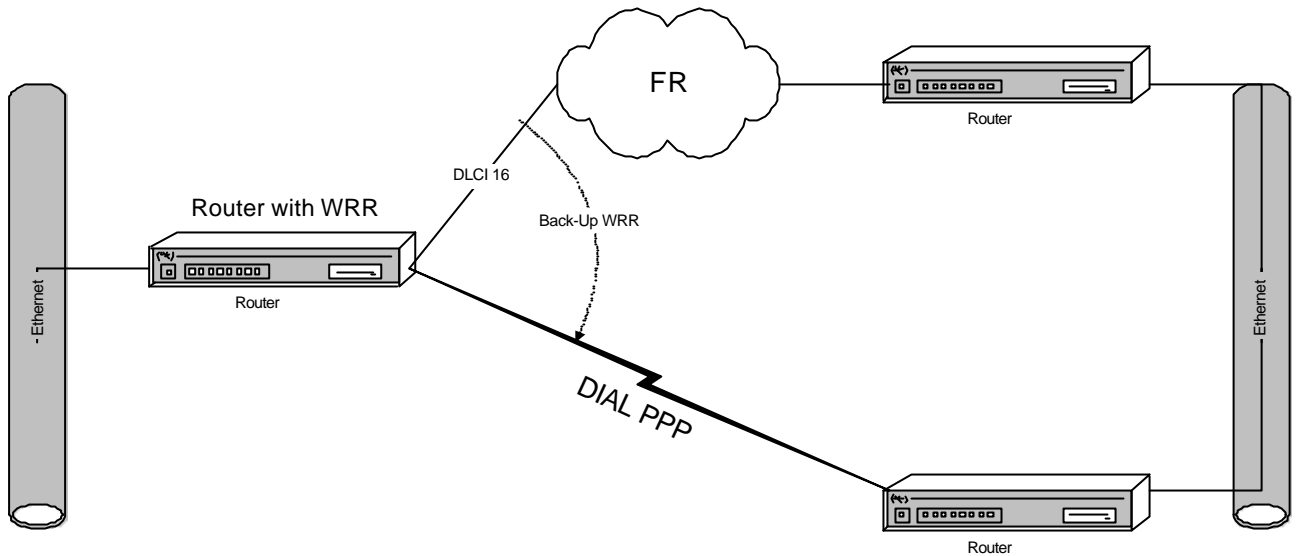 FR
Router
DLCI 16
Router with WRR
Back-Up WRR
Ethernet
Router
Ethernet
DIAL PPP
Router